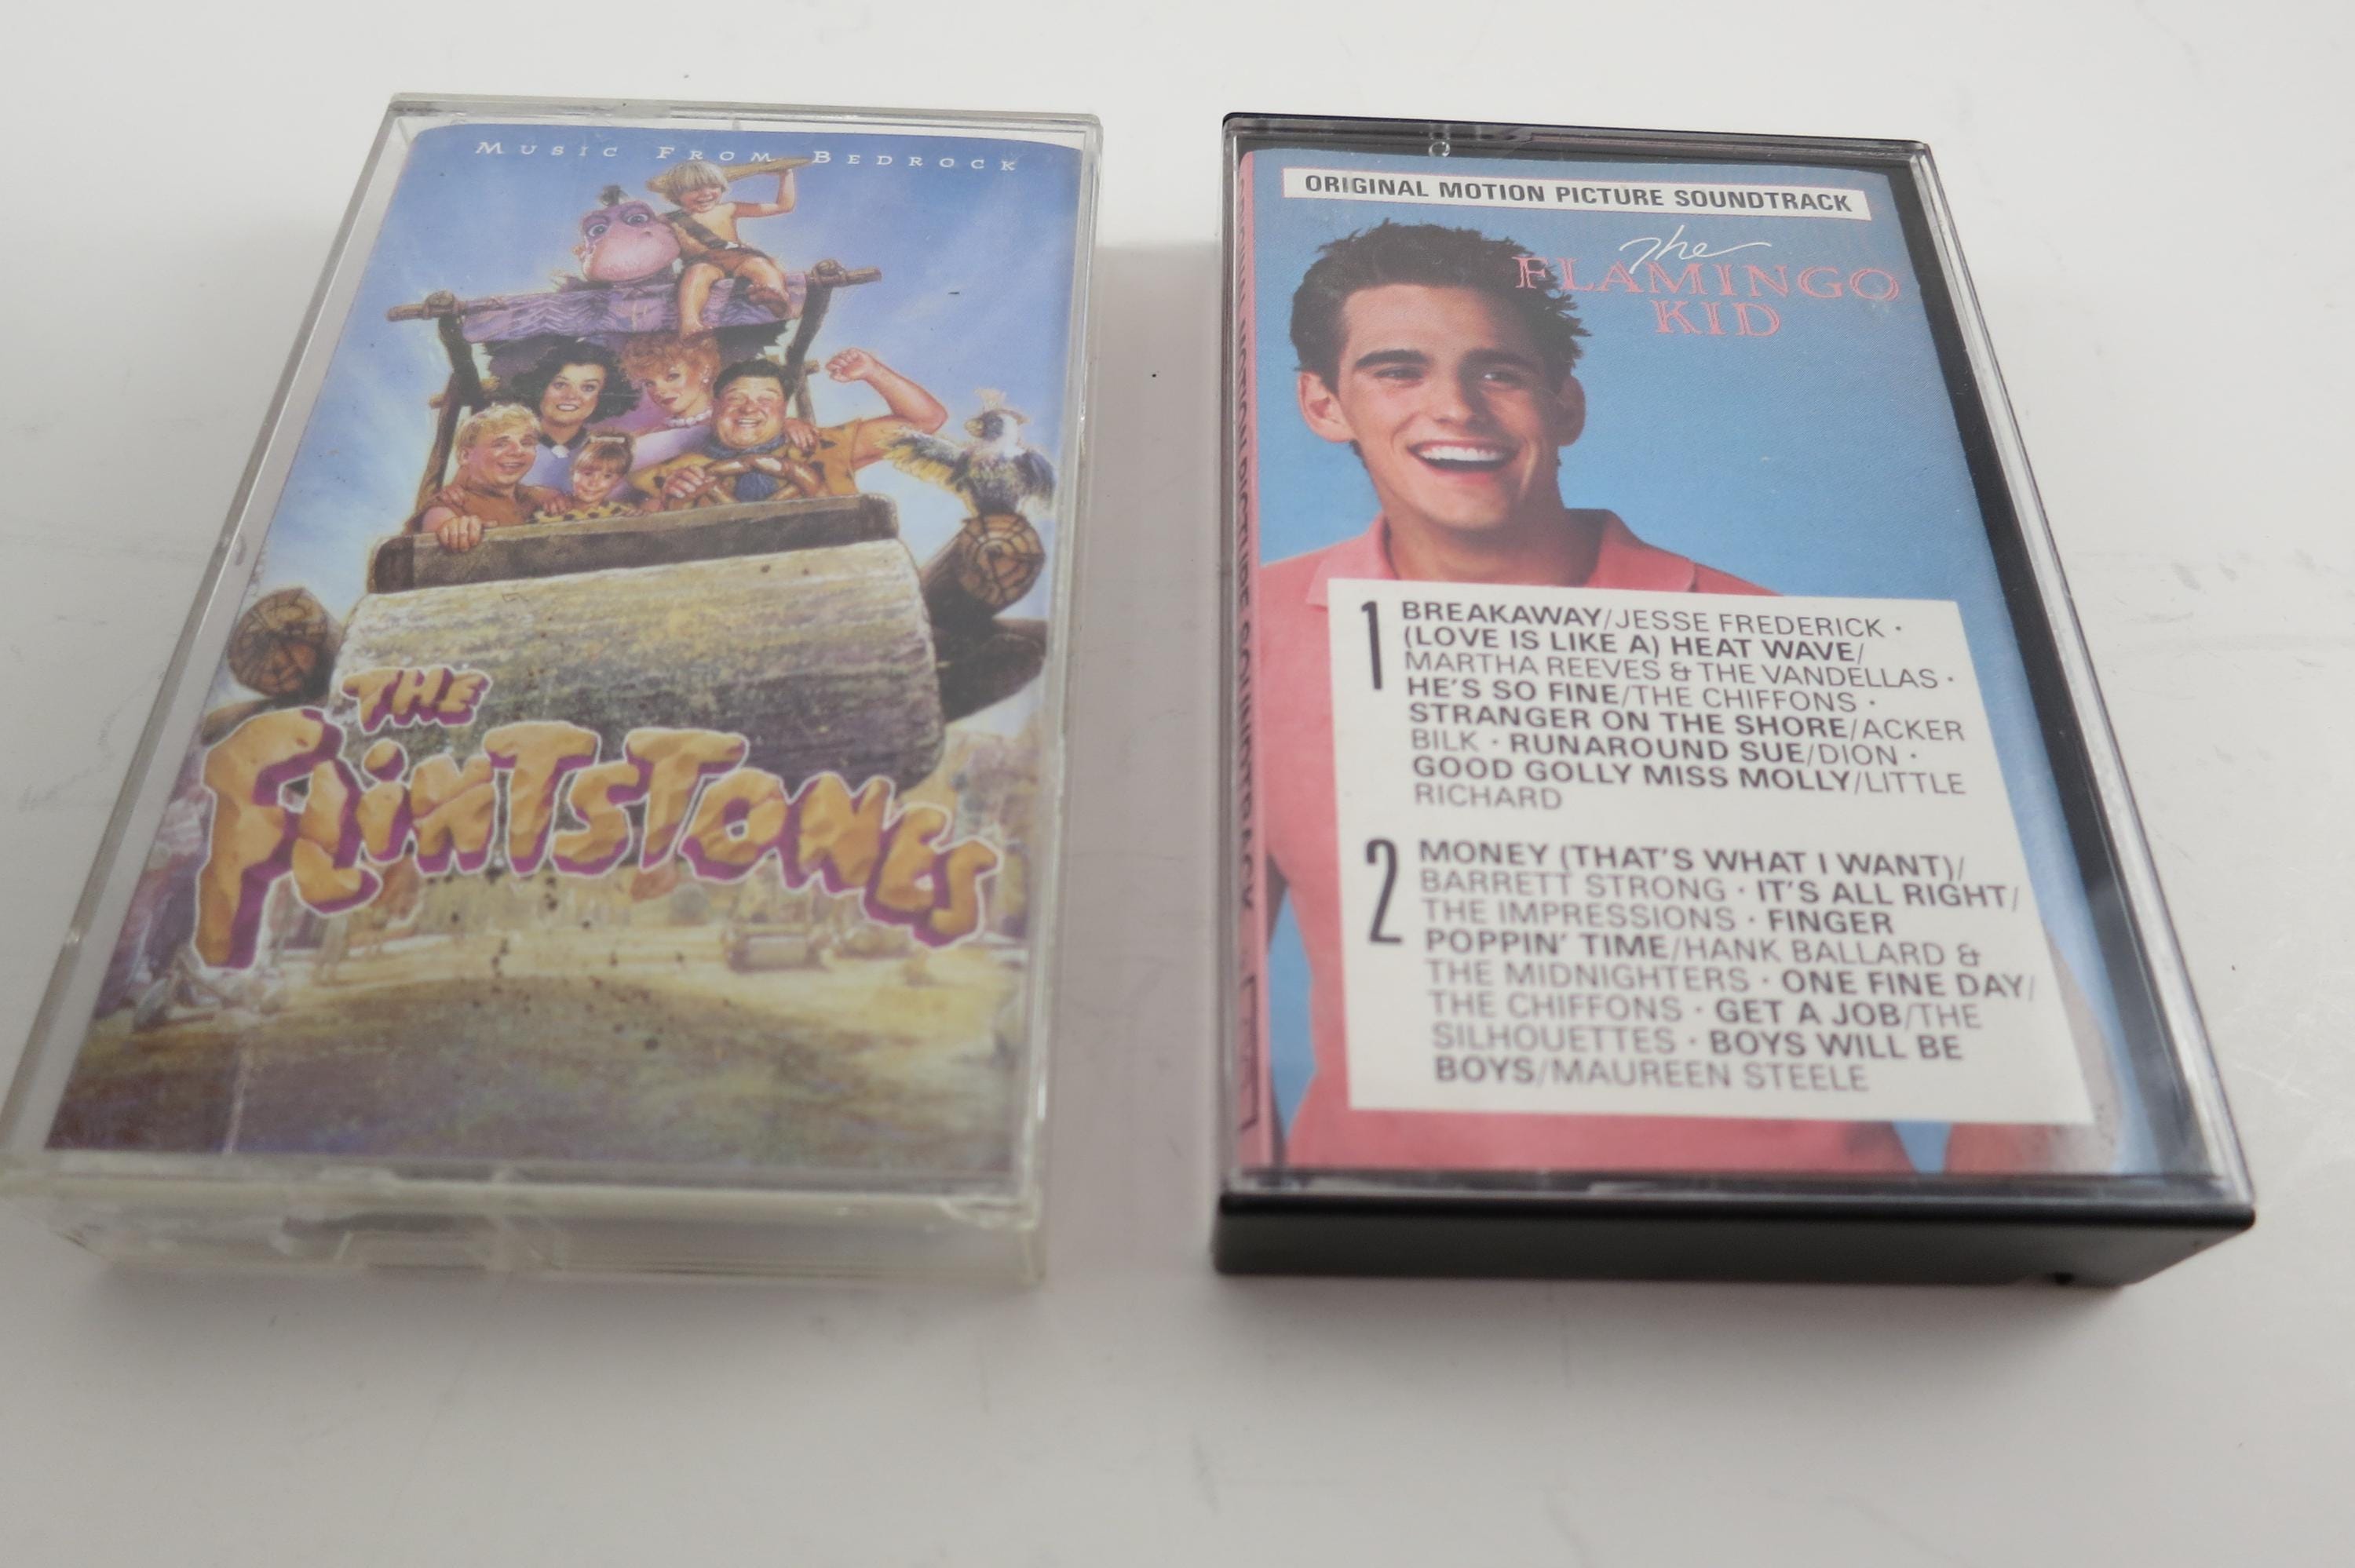 MUSIC FROM BEDROCK
THE
FLINTSTONES
ORIGINAL MOTION PICTURE SOUNDTRACK
The
FLAMINGO
KID
1 BREAKAWAY/JESSE FREDERICK ·
(LOVE IS LIKE A) HEAT WAVE/
MARTHA REEVES & THE VANDELLAS ·
HE'S SO FINE/THE CHIFFONS ·
STRANGER ON THE SHORE/ACKER
BILK · RUNAROUND SUE/DION ·
GOOD GOLLY MISS MOLLY/LITTLE
RICHARD
2 MONEY (THAT'S WHAT I WANT)/
BARRETT STRONG · IT'S ALL RIGHT/
THE IMPRESSIONS · FINGER
POPPIN' TIME/HANK BALLARD &
THE MIDNIGHTERS · ONE FINE DAY/
THE CHIFFONS · GET A JOB/THE
SILHOUETTES · BOYS WILL BE
BOYS/MAUREEN STEELE
MOTION PICTURE SOUNDTRACK